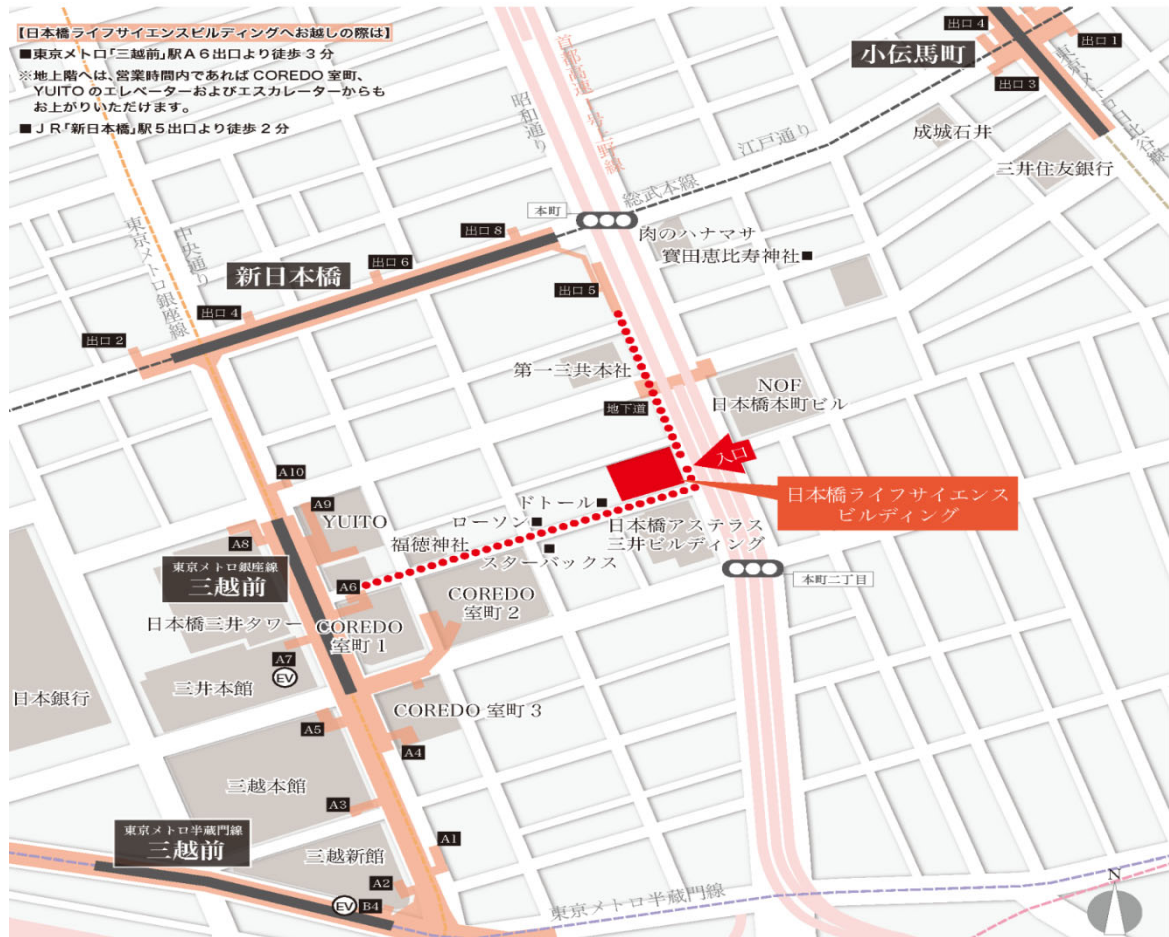 【日本橋ライフサイエンスビルディングへお越しの際は】
■東京メトロ「三越前」駅A6出口より徒歩3分
※地上階へは、営業時間内であればCOREDO室町、
YUITOのエレベーターおよびエスカレーターからも
お上がりいただけます。
■JR「新日本橋」駅5出口より徒歩2分
出口4
出口1
小伝馬町
出口3
東京メトロ日比谷線
首都高速一号上野線
昭和通り
江戸通り
成城石井
三井住友銀行
総武本線
本町
肉のハナマサ
寳田恵比寿神社■
東京メトロ銀座線
中央通り
出口8
出口6
新日本橋
出口4
出口2
出口5
第一三共本社
地下道
NOF
日本橋本町ビル
入口
日本橋ライフサイエンス
ビルディング
A10
A9
YUITO
A8
ドトール■
ローソン■
福徳神社
スターバックス
日本橋アステラス
三井ビルディング
本町二丁目
東京メトロ銀座線
三越前
A6
COREDO
室町2
日本橋三井タワー
COREDO
室町1
A7
EV
三井本館
日本銀行
COREDO 室町3
A5
A4
三越本館
A3
東京メトロ半蔵門線
三越前
A1
三越新館
A2
EV
B4
東京メトロ半蔵門線
N